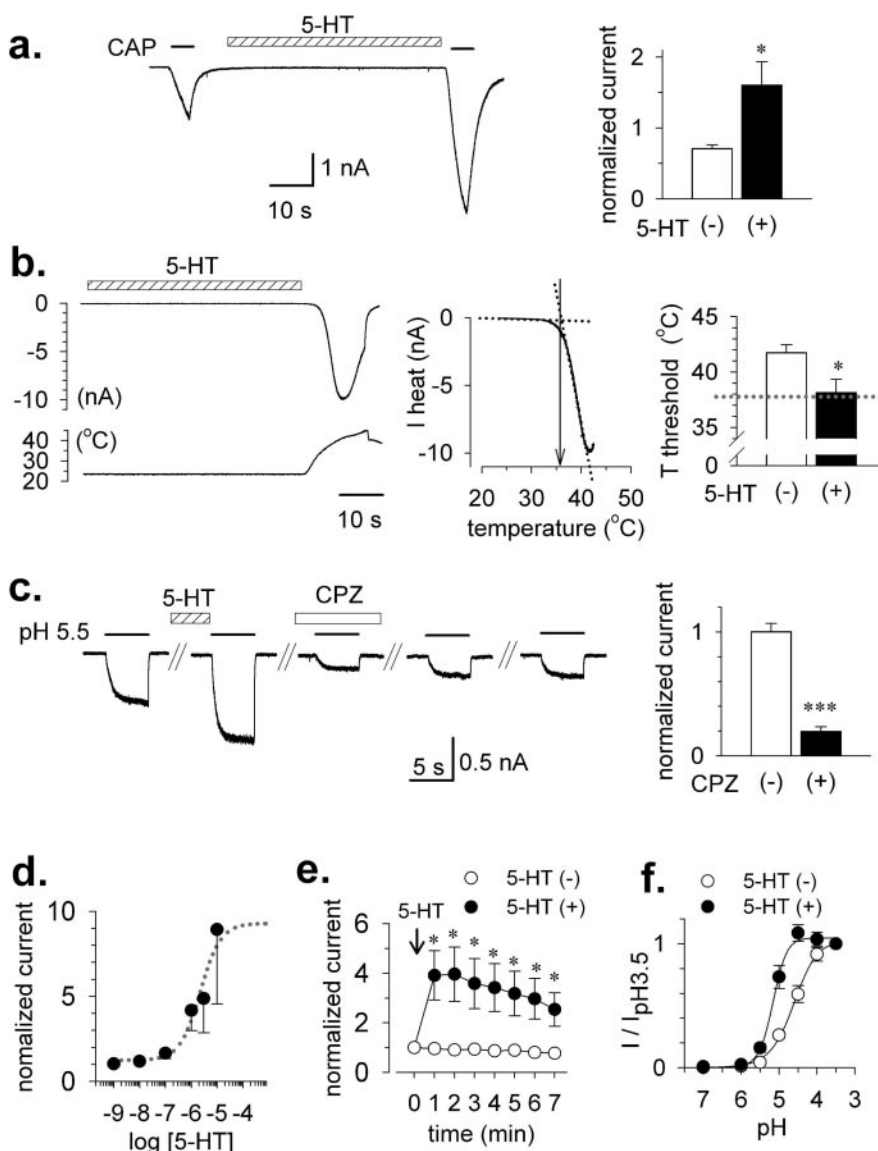 a.
CAP
5-HT
1 nA
10 s
normalized current
2
1
0
*
5-HT (-) (+)
b.
5-HT
0
-5
-10
(nA)
(°C)
40
30
20
10 s
I heat (nA)
0
-5
-10
20 30 40 50
temperature (°C)
T threshold (°C)
45
40
35
0
*
5-HT (-) (+)
c.
5-HT
CPZ
pH 5.5
5 s
0.5 nA
normalized current
1
0
***
CPZ (-) (+)
d.
nomalized current
10
5
0
-9 -8 -7 -6 -5 -4
log [5-HT]
e.
5-HT (-)
5-HT (+)
5-HT
normalized current
6
4
2
0
* * * * * * *
0 1 2 3 4 5 6 7
time (min)
f.
5-HT (-)
5-HT (+)
I / IpH3.5
1
0
7 6 5 4 3
pH